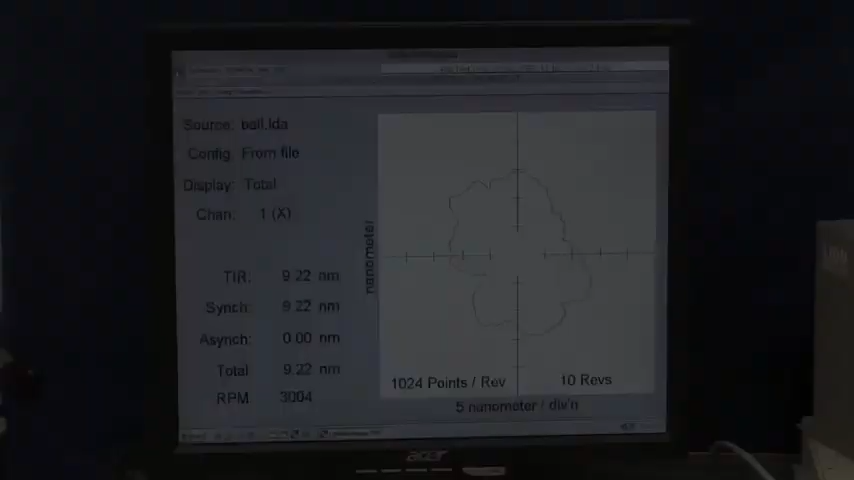 Source: ball.lda
Config: From file
Display: Total
Chan: 1 (X)
TIR: 9.22 nm
Synch: 9.22 nm
Asynch: 0.00 nm
Total 9.22 nm
RPM: 3004
nanometer
1024 Points / Rev
10 Revs
5 nanometer / div'n
acer